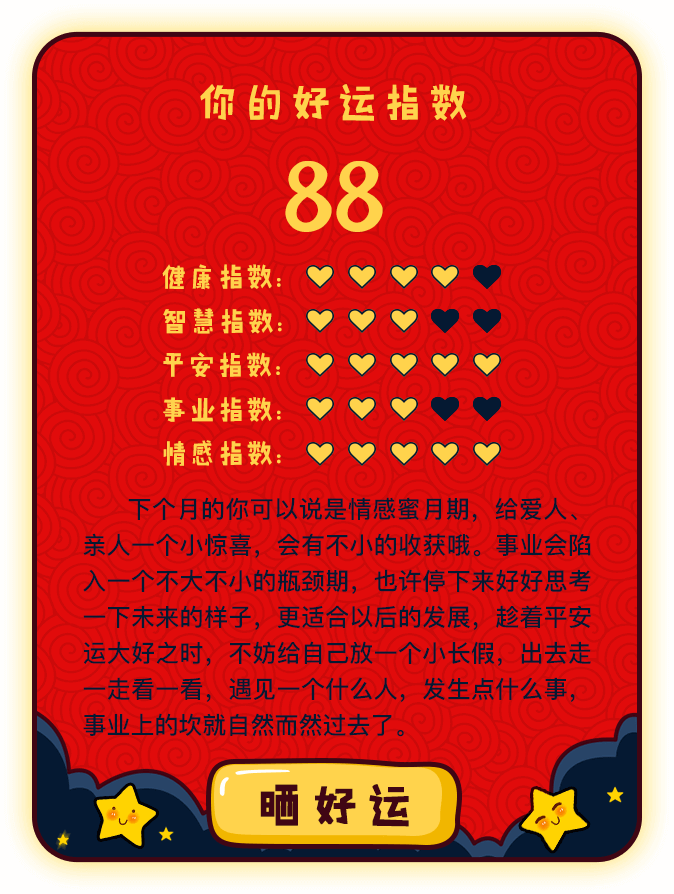 你的好运指数
88
健康指数：
智慧指数：
平安指数：
事业指数：
情感指数：
下个月的你可以说是情感蜜月期，给爱人、
亲人一个小惊喜，会有不小的收获哦。事业会陷
入一个不大不小的瓶颈期，也许停下来好好思考
一下未来的样子，更适合以后的发展，趁着平安
运大好之时，不妨给自己放一个小长假，出去走
一走看一看，遇见一个什么人，发生点什么事，
事业上的坎就自然而然过去了。
晒好运